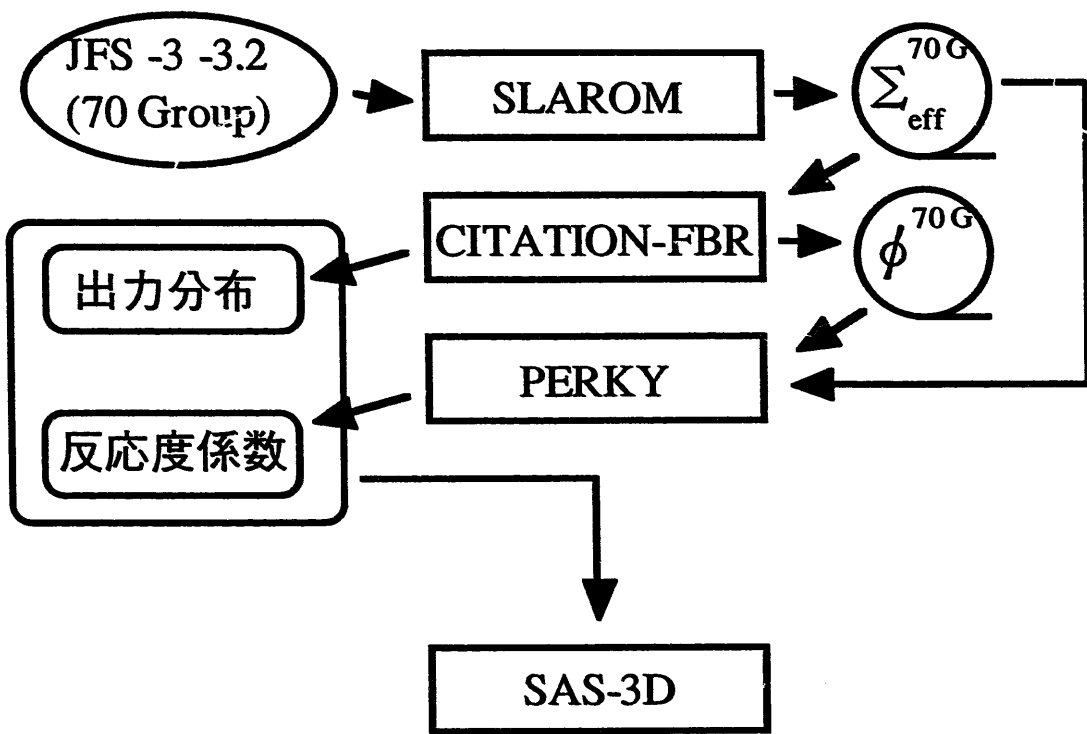 JFS -3 -3.2
(70 Group)
SLAROM
Σeff 70 G
CITATION-FBR
ϕ 70 G
出力分布
PERKY
反応度係数
SAS-3D